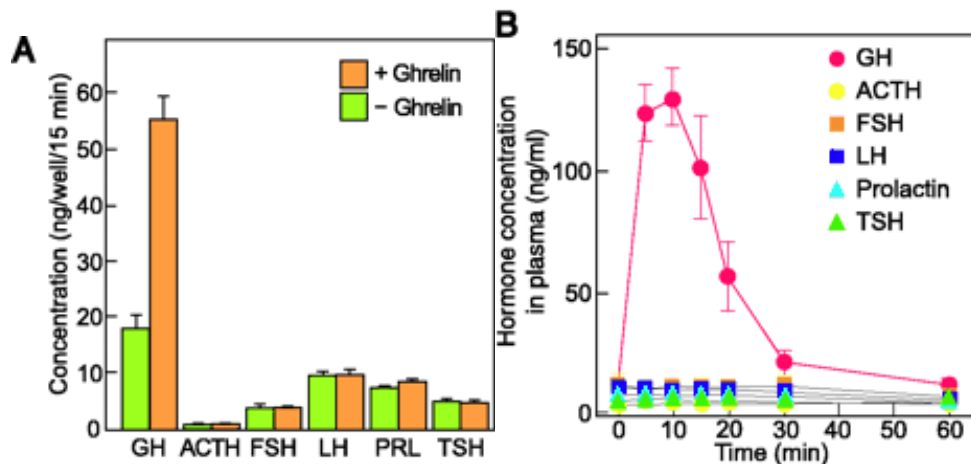 A
Concentration (ng/well/15 min)
60
50
40
30
20
10
0
+ Ghrelin
− Ghrelin
GH ACTH FSH LH PRL TSH
B
Hormone concentration
in plasma (ng/ml)
150
100
50
0
GH
ACTH
FSH
LH
Prolactin
TSH
0 10 20 30 40 50 60
Time (min)